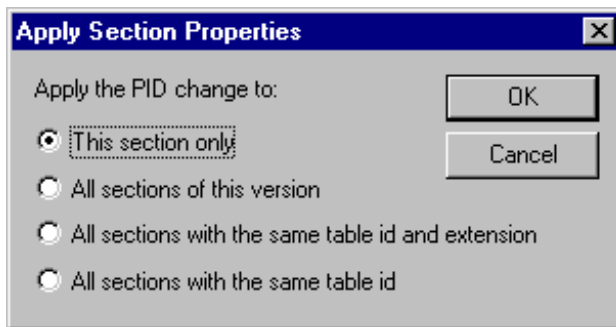 Apply Section Properties
Apply the PID change to:
OK
This section only
Cancel
All sections of this version
All sections with the same table id and extension
All sections with the same table id